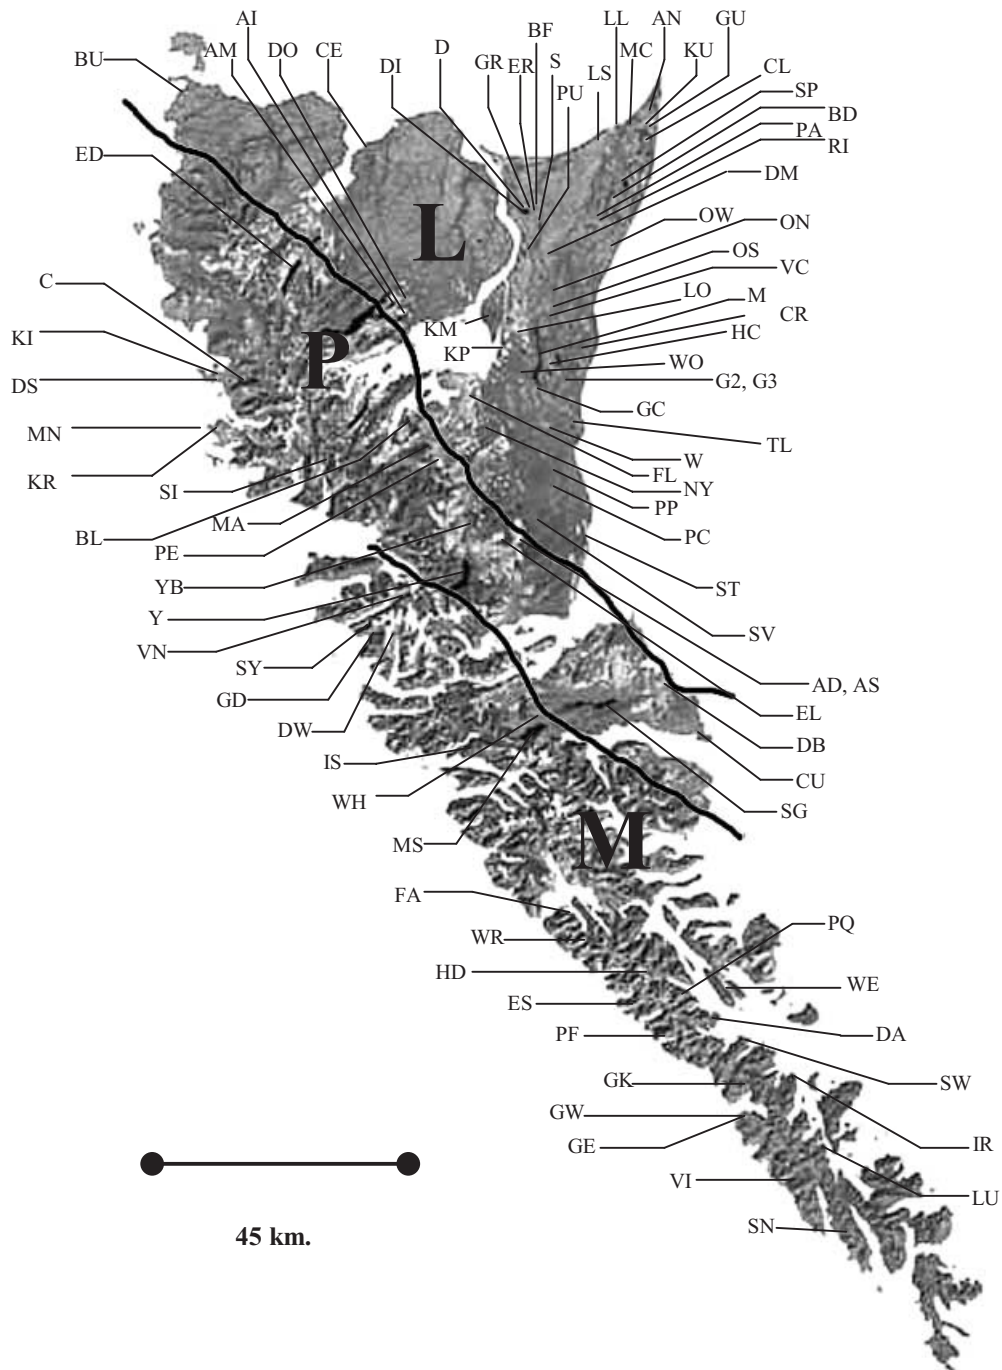 AI
LL
AN
GU
AM
DO
CE
D
BF
S
MC
KU
BU
DI
GR
ER
PU
LS
CL
SP
BD
PA
RI
ED
DM
L
OW
ON
OS
VC
C
LO
M
KM
CR
KI
P
KP
HC
WO
DS
G2, G3
GC
MN
TL
KR
SI
W
FL
NY
MA
PP
BL
PE
PC
YB
ST
Y
VN
SV
SY
GD
AD, AS
DW
EL
IS
DB
WH
CU
SG
MS
M
FA
PQ
WR
HD
WE
ES
PF
DA
GK
SW
GW
GE
IR
VI
LU
SN
45 km.